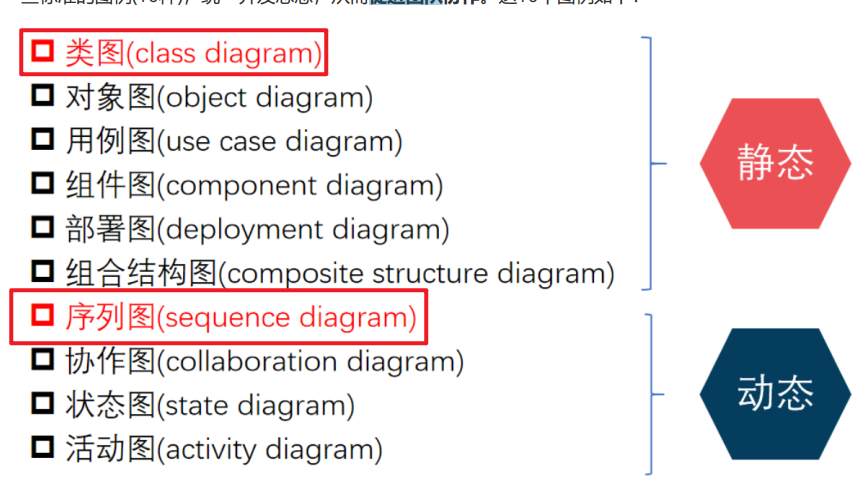 类图(class diagram)
对象图(object diagram)
用例图(use case diagram)
组件图(component diagram)
部署图(deployment diagram)
组合结构图(composite structure diagram)
静态
序列图(sequence diagram)
协作图(collaboration diagram)
状态图(state diagram)
活动图(activity diagram)
动态